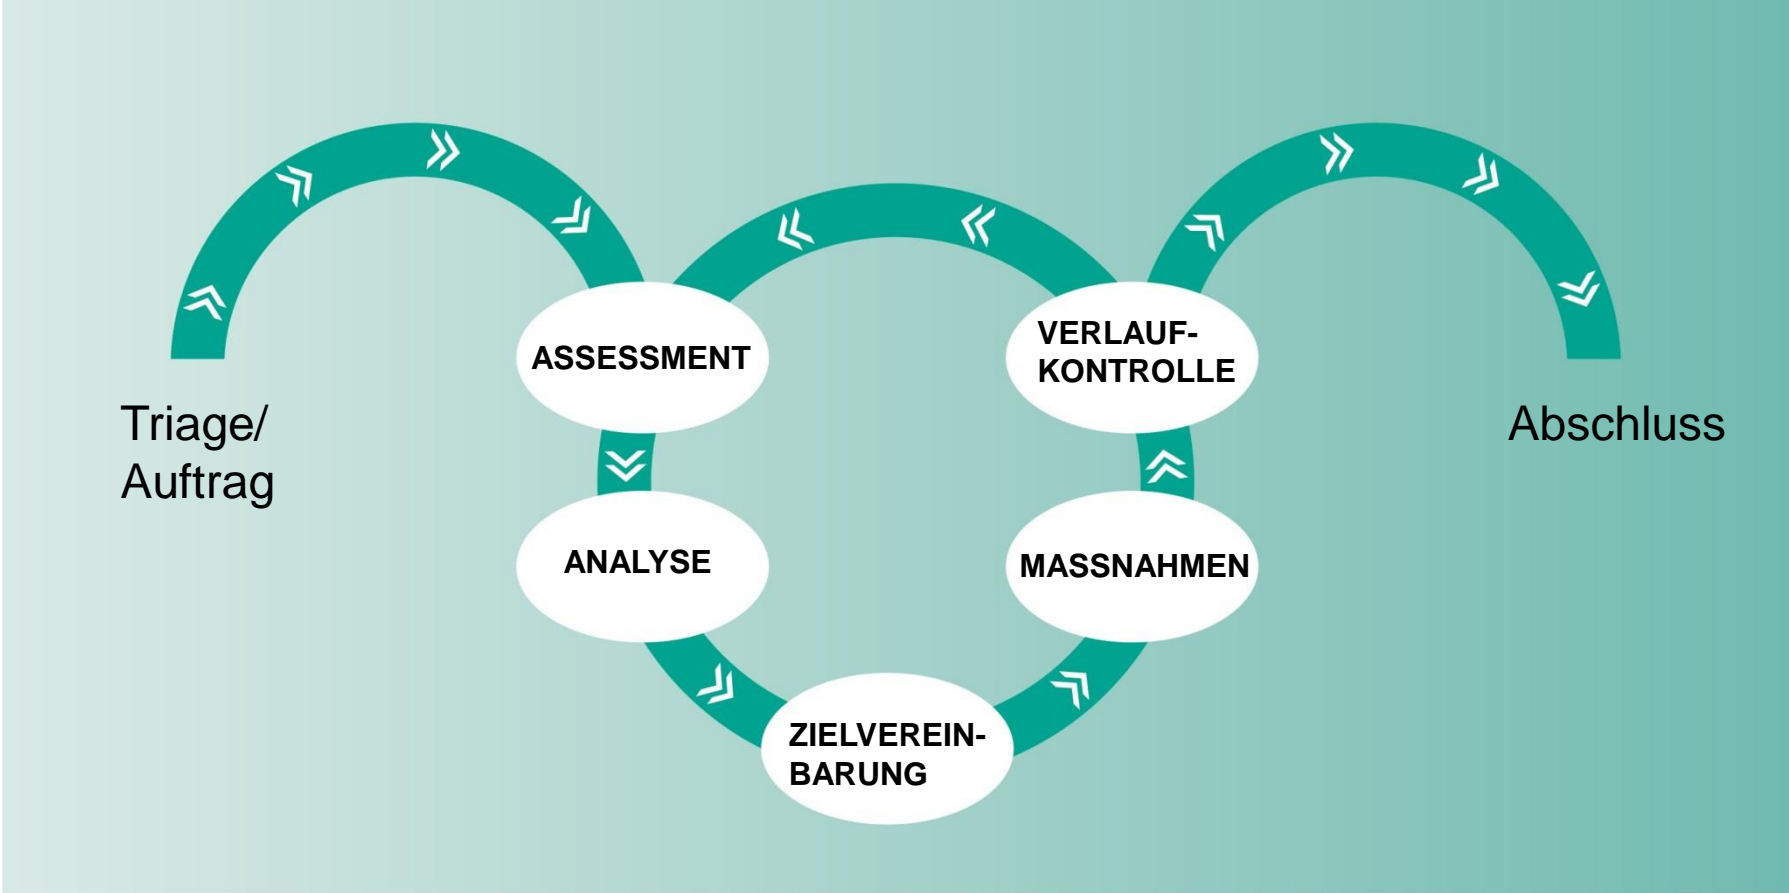 Triage/
Auftrag
ASSESSMENT
ANALYSE
ZIELVEREIN-
BARUNG
MASSNAHMEN
VERLAUF-
KONTROLLE
Abschluss